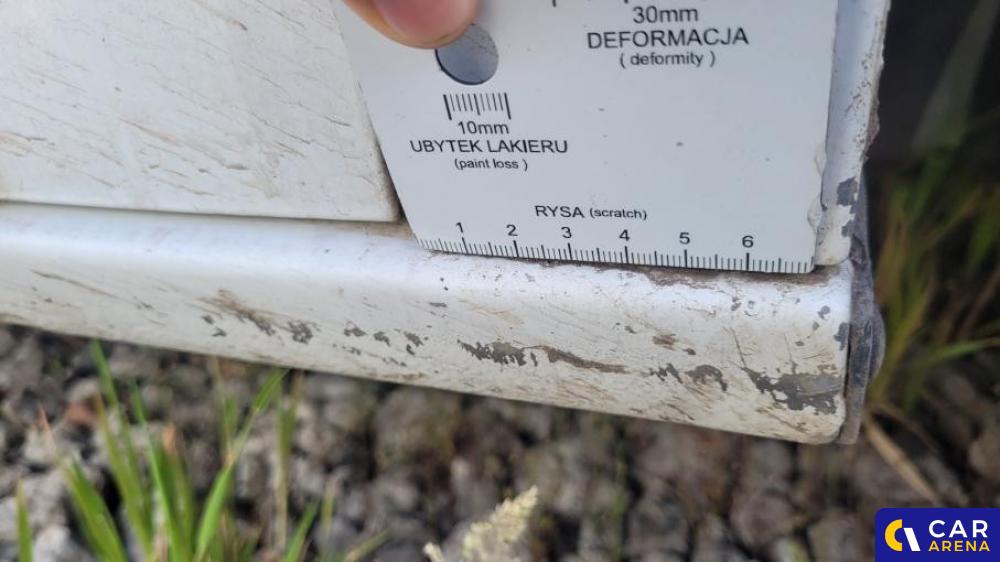 30mm
DEFORMACJA
( deformity )
10mm
UBYTEK LAKIERU
(paint loss )
RYSA (scratch)
1 2 3 4 5 6
CAR
ARENA